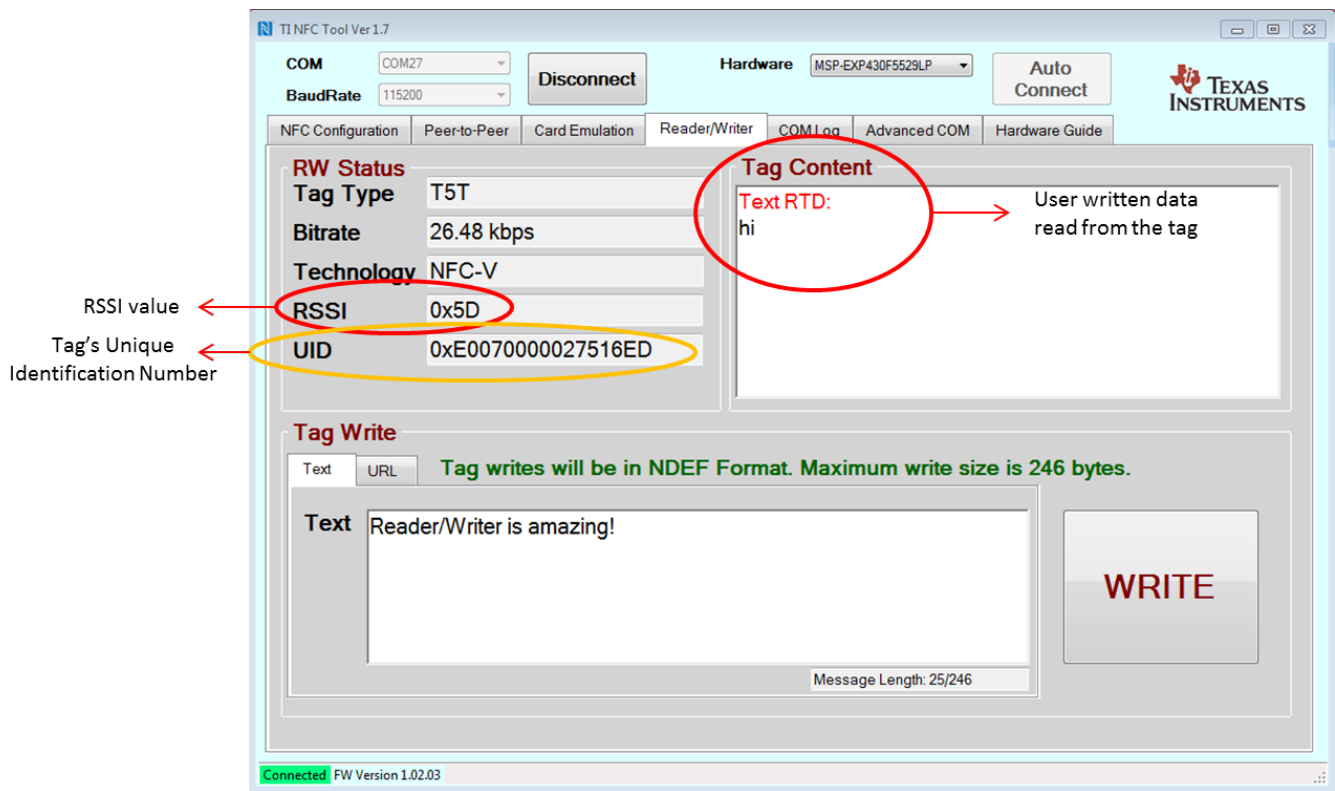 TI NFC Tool Ver 1.7
COM COM27 Disconnect Hardware MSP-EXP430F5529LP Auto Connect
BaudRate 115200
TEXAS INSTRUMENTS
NFC Configuration Peer-to-Peer Card Emulation Reader/Writer COM Log Advanced COM Hardware Guide
RW Status
Tag Type T5T
Bitrate 26.48 kbps
Technology NFC-V
RSSI 0x5D
UID 0xE0070000027516ED
RSSI value
Tag's Unique
Identification Number
Tag Content
Text RTD:
hi
User written data
read from the tag
Tag Write
Text URL Tag writes will be in NDEF Format. Maximum write size is 246 bytes.
Text Reader/Writer is amazing!
WRITE
Message Length: 25/246
Connected FW Version 1.02.03